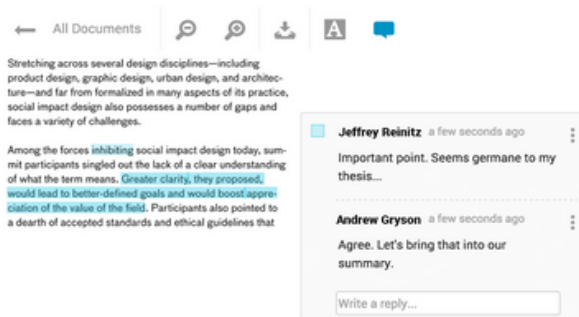 All Documents
A
Stretching across several design disciplines—including
product design, graphic design, urban design, and architec-
ture—and far from formalized in many aspects of its practice,
social impact design also possesses a number of gaps and
faces a variety of challenges.
Among the forces inhibiting social impact design today, sum-
mit participants singled out the lack of a clear understanding
of what the term means. Greater clarity, they proposed,
would lead to better-defined goals and would boost appre-
ciation of the value of the field. Participants also pointed to
a dearth of accepted standards and ethical guidelines that
Jeffrey Reinitz a few seconds ago
Important point. Seems germane to my
thesis...
Andrew Gryson a few seconds ago
Agree. Let's bring that into our
summary.
Write a reply...